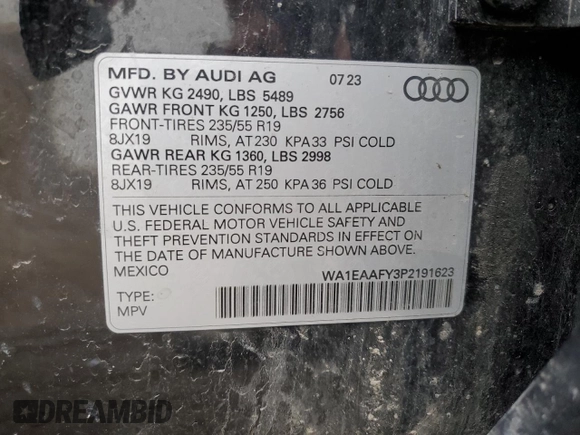 MFD. BY AUDI AG 07 23
GVWR KG 2490, LBS 5489
GAWR FRONT KG 1250, LBS 2756
FRONT-TIRES 235/55 R19
8JX19 RIMS, AT 230 KPA 33 PSI COLD
GAWR REAR KG 1360, LBS 2998
REAR-TIRES 235/55 R19
8JX19 RIMS, AT 250 KPA 36 PSI COLD
THIS VEHICLE CONFORMS TO ALL APPLICABLE
U.S. FEDERAL MOTOR VEHICLE SAFETY AND
THEFT PREVENTION STANDARDS IN EFFECT ON
THE DATE OF MANUFACTURE SHOWN ABOVE.
MEXICO WA1EAAFY3P2191623
TYPE:
MPV
DREAMBID